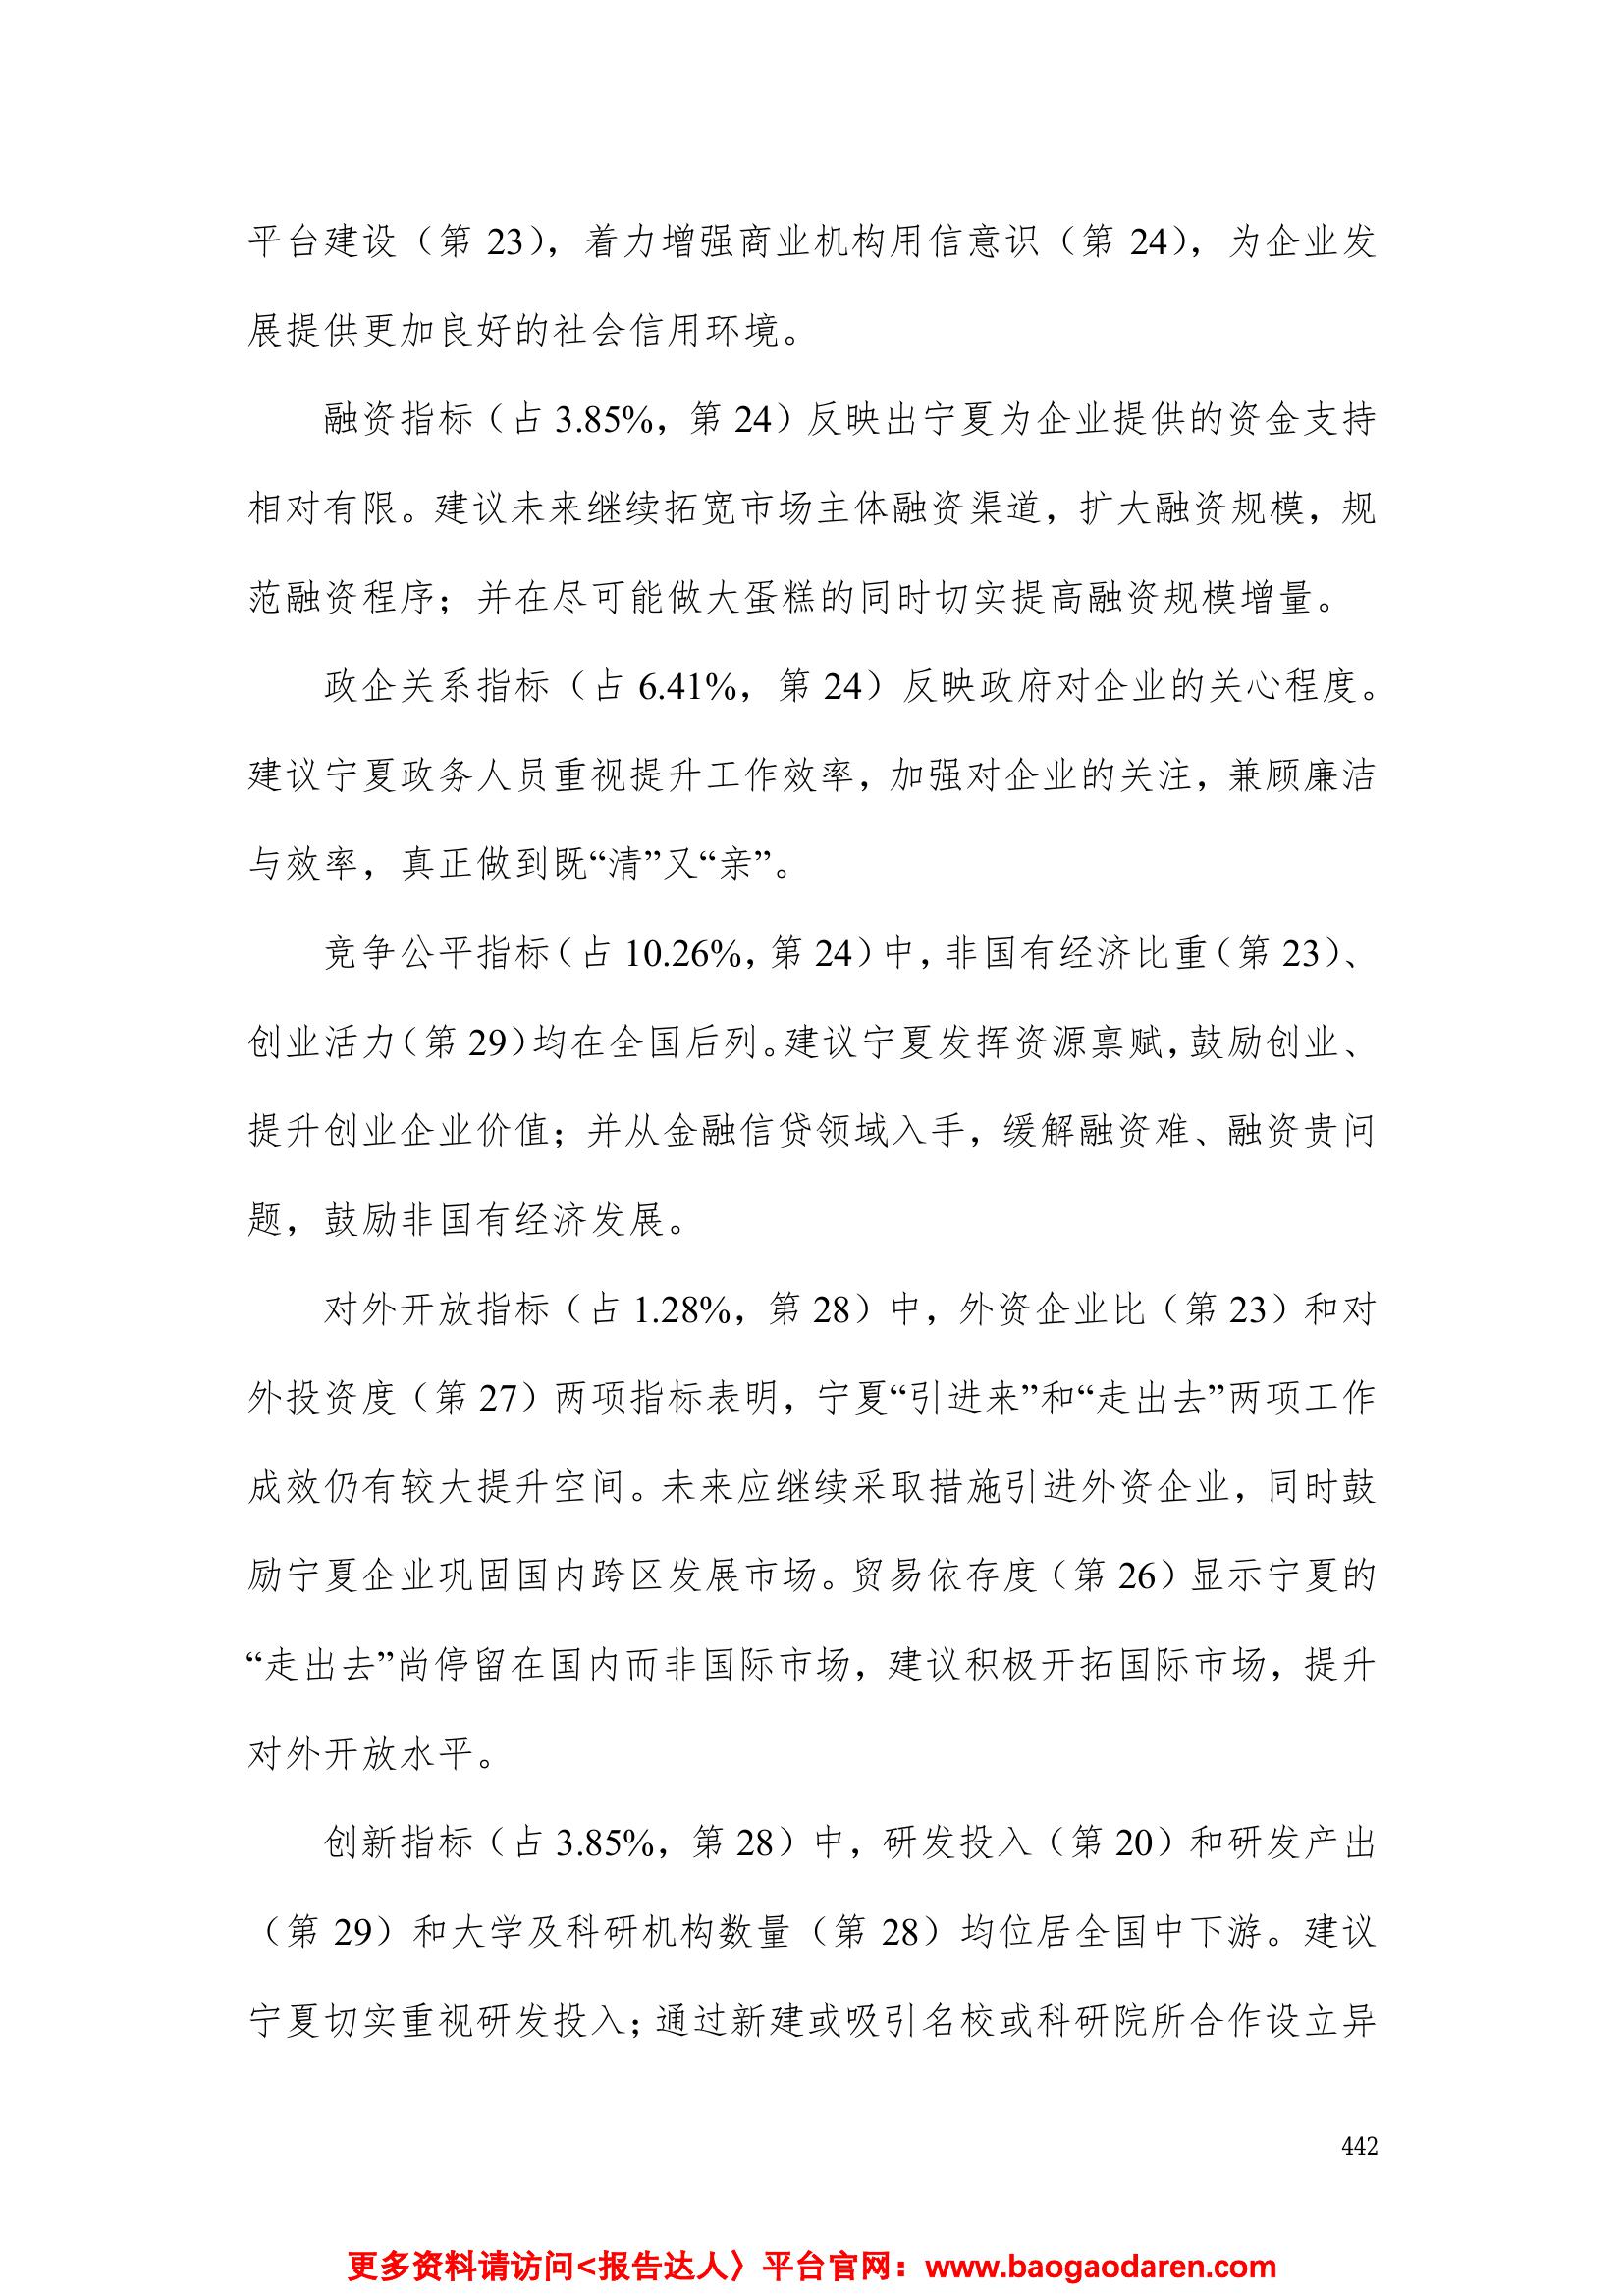 平台建设（第 23），着力增强商业机构用信意识（第 24），为企业发
展提供更加良好的社会信用环境。
融资指标（占 3.85%，第 24）反映出宁夏为企业提供的资金支持
相对有限。建议未来继续拓宽市场主体融资渠道，扩大融资规模，规
范融资程序；并在尽可能做大蛋糕的同时切实提高融资规模增量。
政企关系指标（占 6.41%，第 24）反映政府对企业的关心程度。
建议宁夏政务人员重视提升工作效率，加强对企业的关注，兼顾廉洁
与效率，真正做到既“清”又“亲”。
竞争公平指标（占 10.26%，第 24）中，非国有经济比重（第 23）、
创业活力（第 29）均在全国后列。建议宁夏发挥资源禀赋，鼓励创业、
提升创业企业价值；并从金融信贷领域入手，缓解融资难、融资贵问
题，鼓励非国有经济发展。
对外开放指标（占 1.28%，第 28）中，外资企业比（第 23）和对
外投资度（第 27）两项指标表明，宁夏“引进来”和“走出去”两项工作
成效仍有较大提升空间。未来应继续采取措施引进外资企业，同时鼓
励宁夏企业巩固国内跨区发展市场。贸易依存度（第 26）显示宁夏的
“走出去”尚停留在国内而非国际市场，建议积极开拓国际市场，提升
对外开放水平。
创新指标（占 3.85%，第 28）中，研发投入（第 20）和研发产出
（第 29）和大学及科研机构数量（第 28）均位居全国中下游。建议
宁夏切实重视研发投入；通过新建或吸引名校或科研院所合作设立异
442
更多资料请访问<报告达人〉平台官网：www.baogaodaren.com